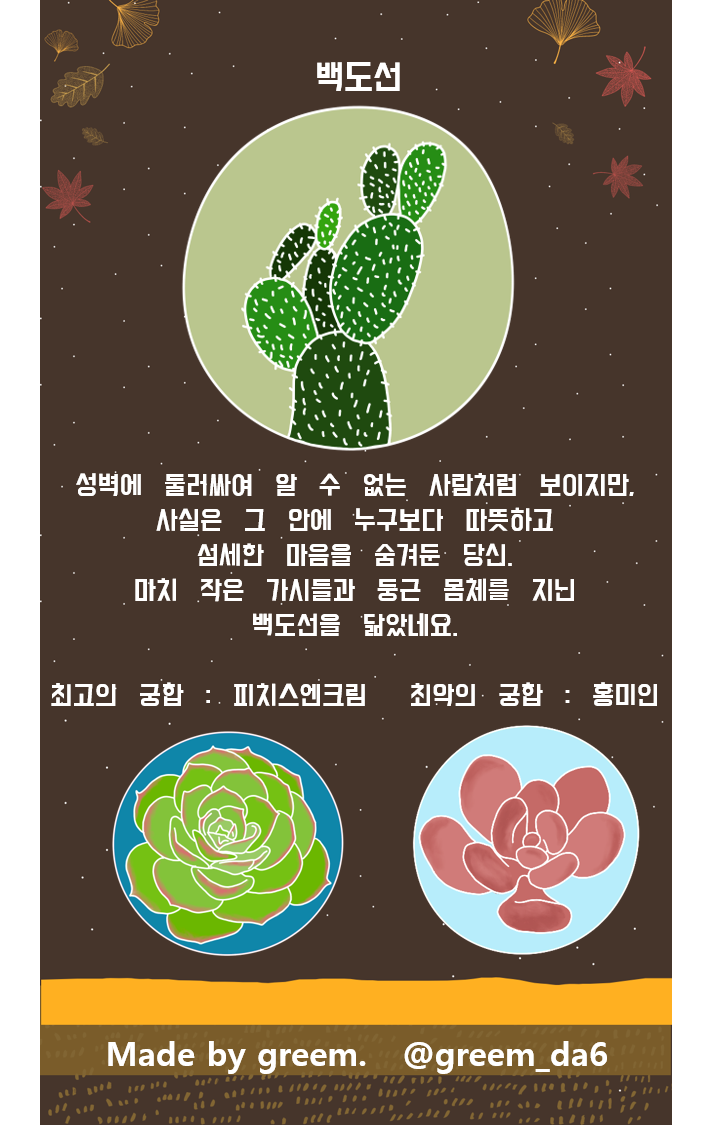 백도선
성벽에 둘러싸여 알 수 없는 사람처럼 보이지만,
사실은 그 안에 누구보다 따뜻하고
섬세한 마음을 숨겨둔 당신.
마치 작은 가시들과 둥근 몸체를 지닌
백도선을 닮았네요.
최고의 궁합 : 피치스엔크림
최악의 궁합 : 홍미인
Made by greem. @greem_da6